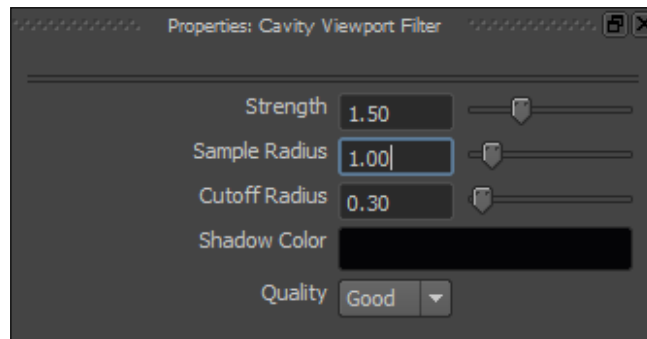 Properties: Cavity Viewport Filter
Strength 1.50
Sample Radius 1.00
Cutoff Radius 0.30
Shadow Color
Quality Good